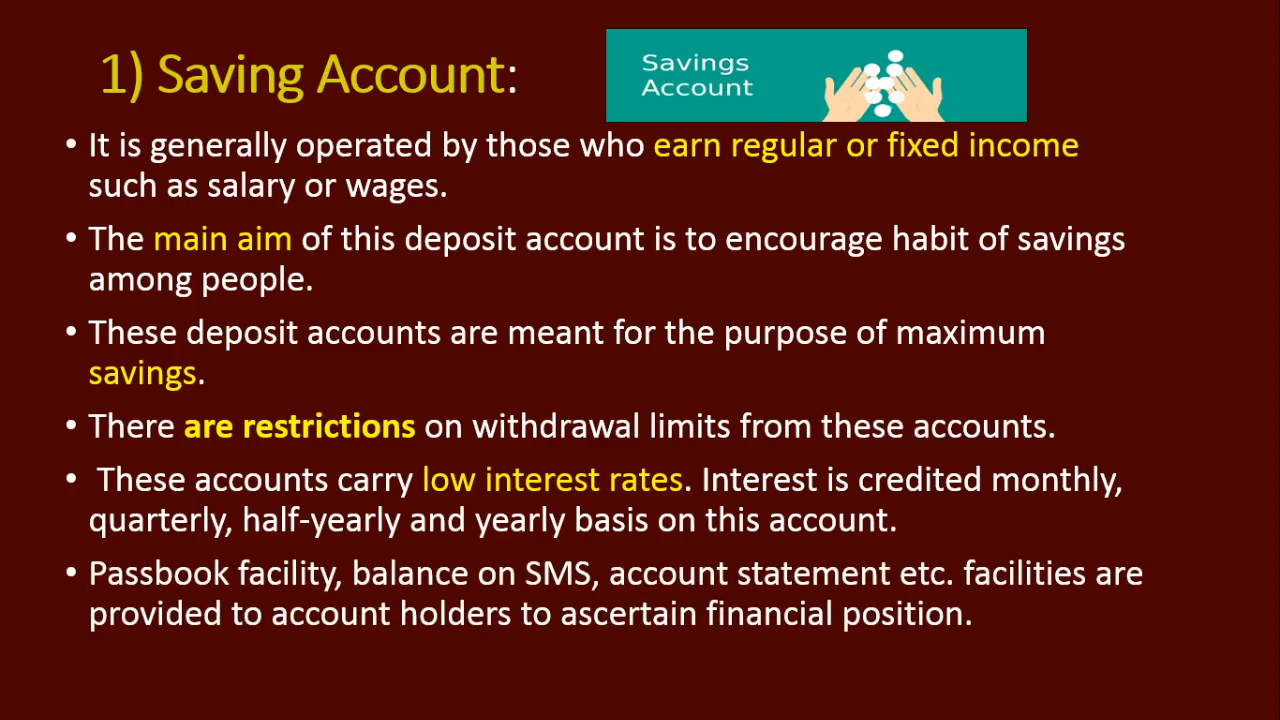 1) Saving Account:
Savings
Account
• It is generally operated by those who earn regular or fixed income
such as salary or wages.
• The main aim of this deposit account is to encourage habit of savings
among people.
• These deposit accounts are meant for the purpose of maximum
savings.
• There are restrictions on withdrawal limits from these accounts.
• These accounts carry low interest rates. Interest is credited monthly,
quarterly, half-yearly and yearly basis on this account.
• Passbook facility, balance on SMS, account statement etc. facilities are
provided to account holders to ascertain financial position.